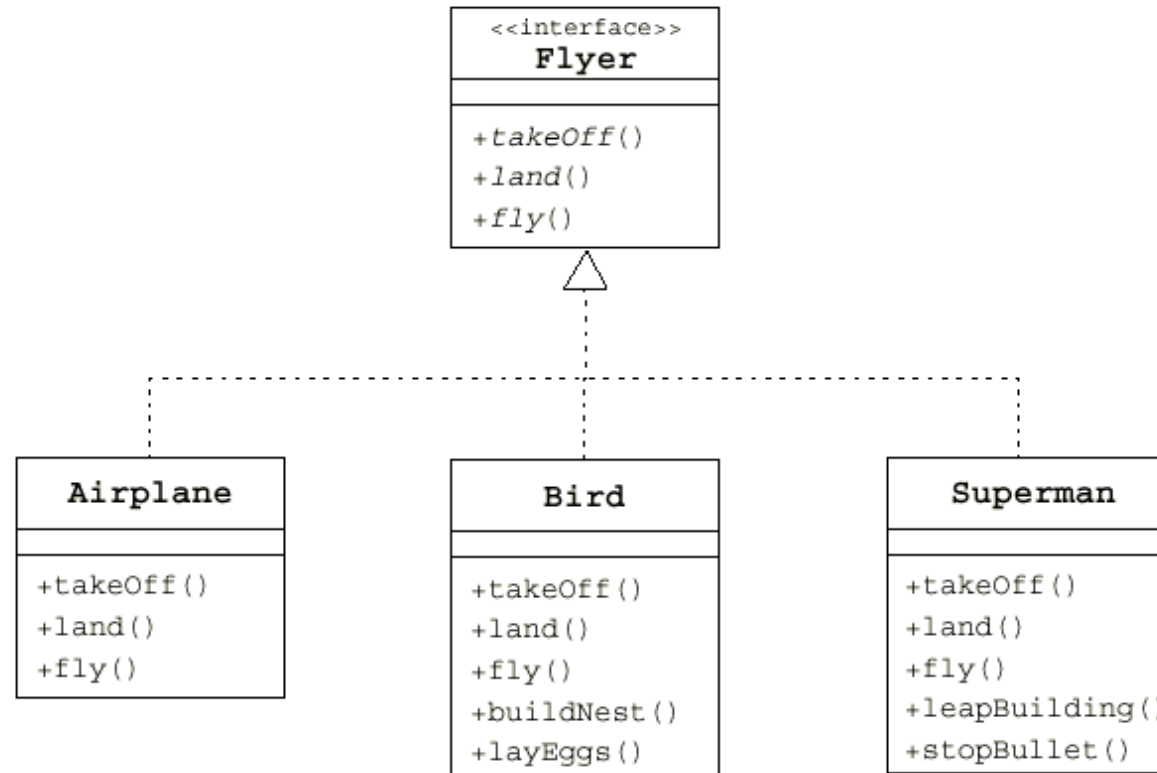 <<interface>>
Flyer
+takeOff()
+land()
+fly()
Airplane
+takeOff()
+land()
+fly()
Bird
+takeOff()
+land()
+fly()
+buildNest()
+layEggs()
Superman
+takeOff()
+land()
+fly()
+leapBuilding()
+stopBullet()